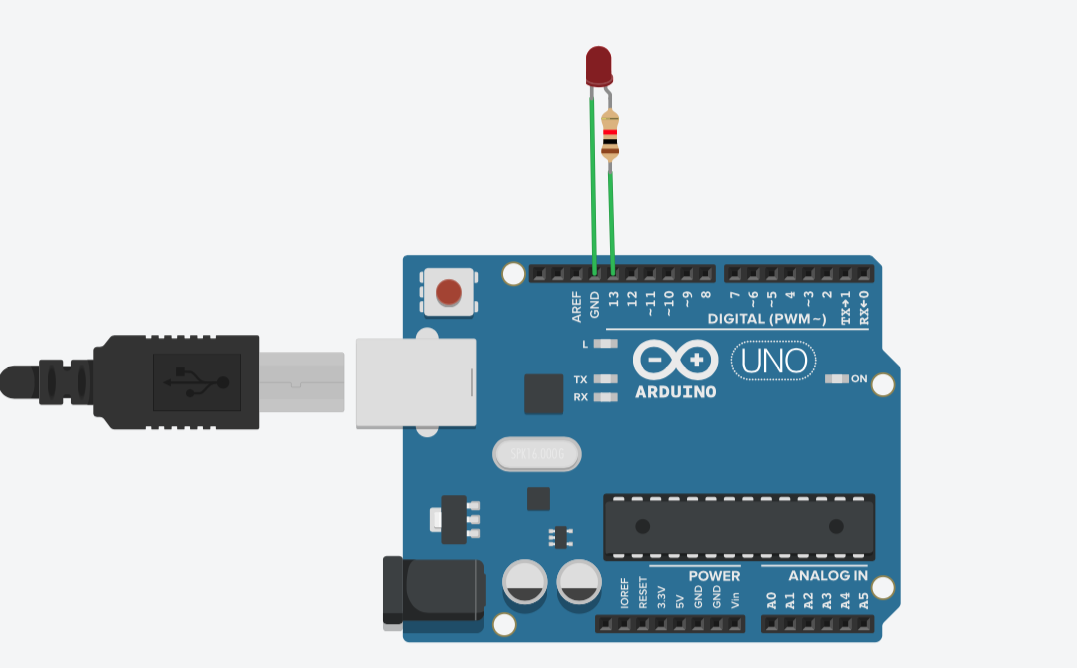 AREF
GND
13
12
~11
~10
~9
8
7
~6
~5
4
~3
2
TX→1
RX←0
DIGITAL (PWM~)
L
TX
RX
ARDUINO
UNO
ON
SPK16.000G
IOREF
RESET
3.3V
5V
GND
GND
Vin
POWER
ANALOG IN
A0
A1
A2
A3
A4
A5